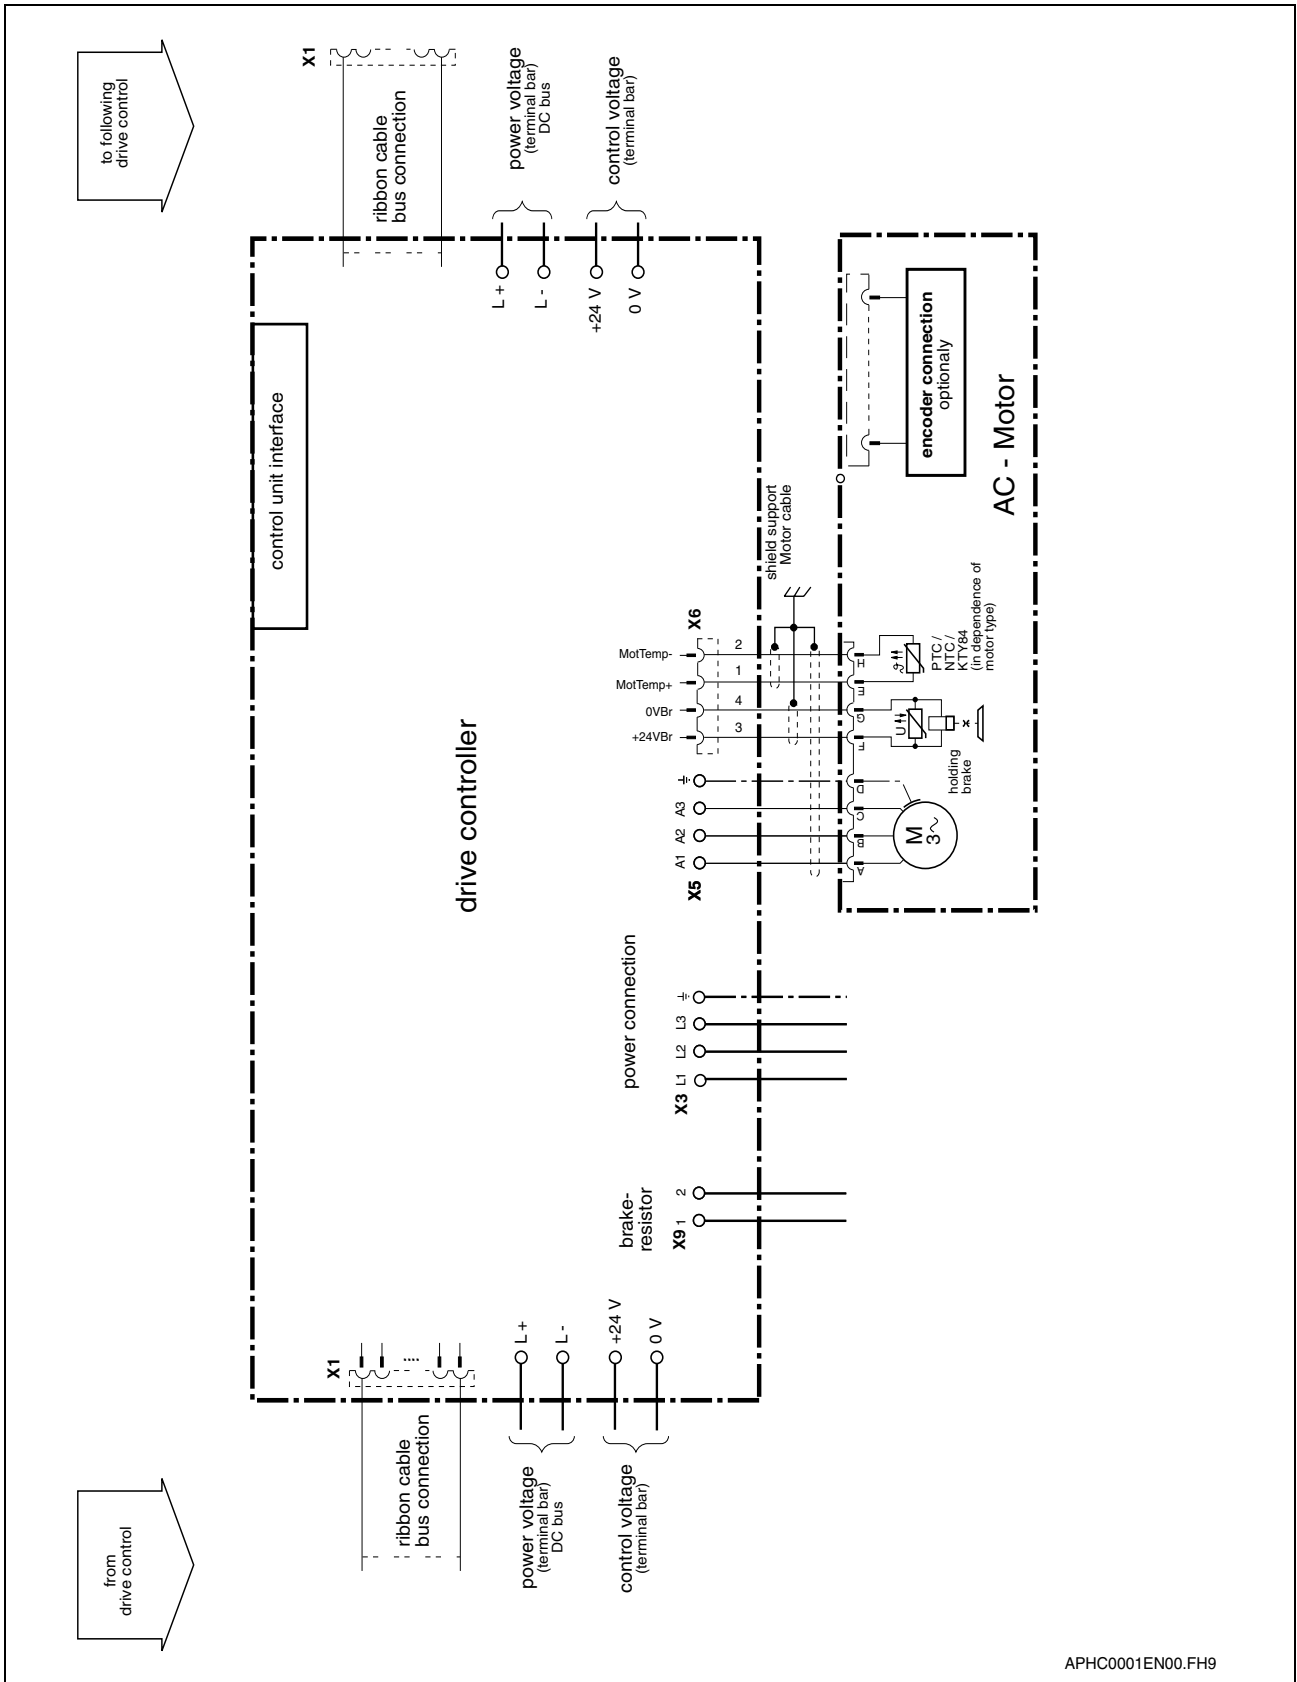 to following
drive control
X1
ribbon cable
bus connection
power voltage
(terminal bar)
DC bus
control voltage
(terminal bar)
L +
L -
+24 V
0 V
control unit interface
encoder connection
optionaly
AC - Motor
shield support
Motor cable
drive controller
X6
MotTemp-
2
MotTemp+
1
0VBr
4
+24VBr
3
H
E
G
F
D
C
B
A
PTC /
NTC /
KTY84
(in dependence of
motor type)
ϑ
U
holding
brake
M
3~
A3
A2
A1
X5
power connection
L3
L2
L1
X3
brake-
resistor
2
1
X9
L +
L -
+24 V
0 V
X1
....
ribbon cable
bus connection
power voltage
(terminal bar)
DC bus
control voltage
(terminal bar)
from
drive control
APHC0001EN00.FH9